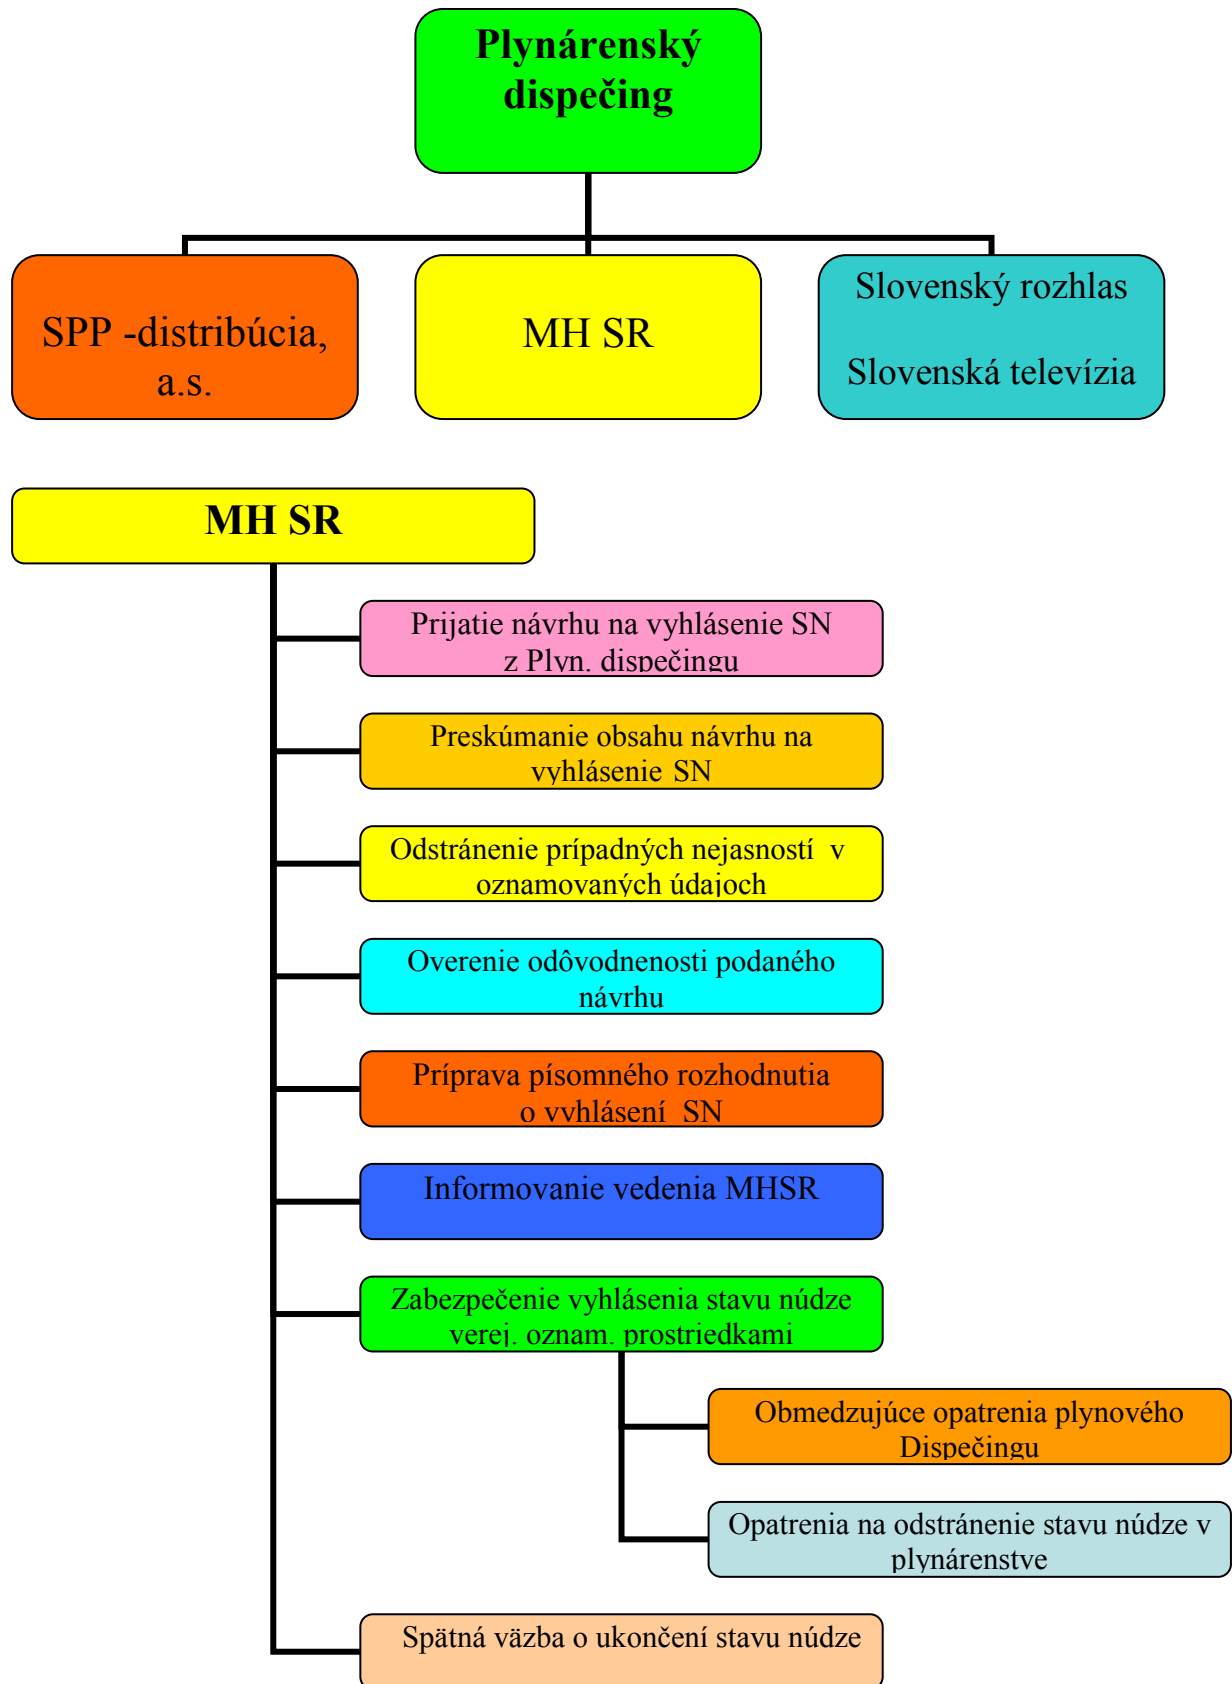 Plynárenský
dispečing
SPP -distribúcia,
a.s.
MH SR
Slovenský rozhlas
Slovenská televízia
MH SR
Prijatie návrhu na vyhlásenie SN
z Plyn. dispečingu
Preskúmanie obsahu návrhu na
vyhlásenie SN
Odstránenie prípadných nejasností v
oznamovaných údajoch
Overenie odôvodnenosti podaného
návrhu
Príprava písomného rozhodnutia
o vyhlásení SN
Informovanie vedenia MHSR
Zabezpečenie vyhlásenia stavu núdze
verej. oznam. prostriedkami
Obmedzujúce opatrenia plynového
Dispečingu
Opatrenia na odstránenie stavu núdze v
plynárenstve
Spätná väzba o ukončení stavu núdze